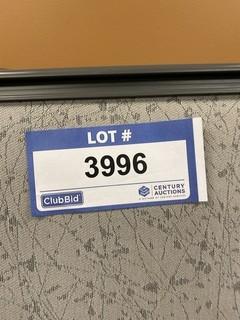 LOT #
3996
ClubBid
CENTURY
AUCTIONS